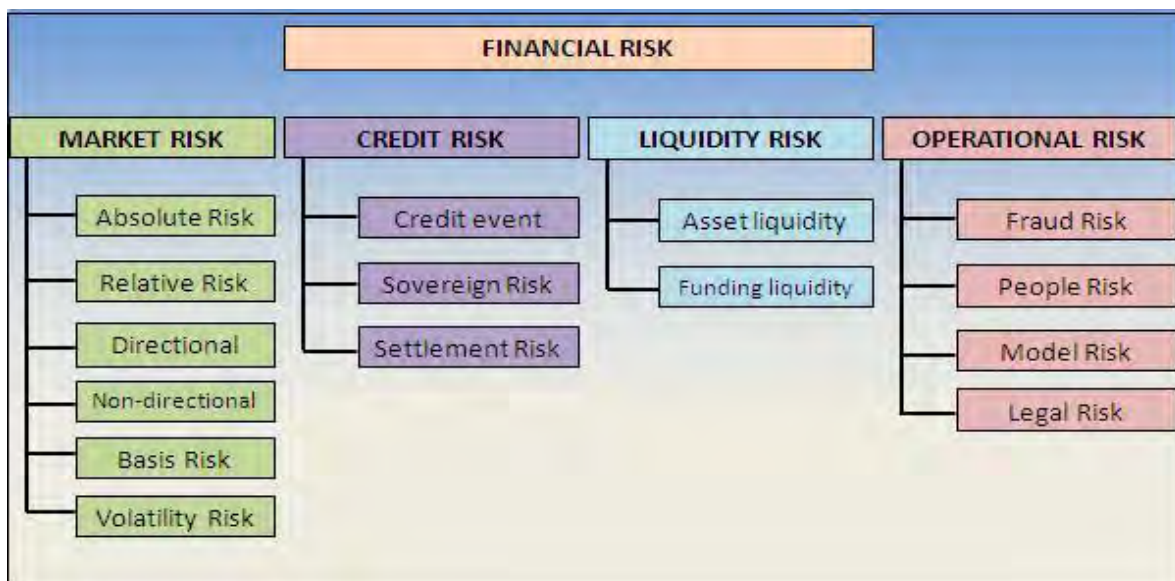 FINANCIAL RISK
MARKET RISK
CREDIT RISK
LIQUIDITY RISK
OPERATIONAL RISK
Absolute Risk
Relative Risk
Directional
Non-directional
Basis Risk
Volatility Risk
Credit event
Sovereign Risk
Settlement Risk
Asset liquidity
Funding liquidity
Fraud Risk
People Risk
Model Risk
Legal Risk